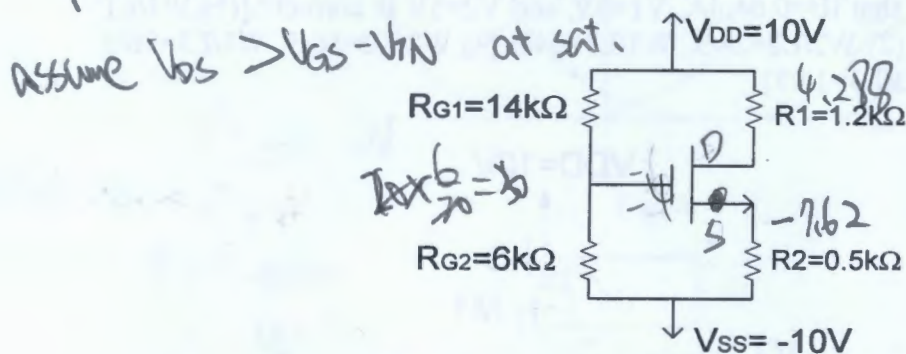 assume VDS > VGS - VTN at sat.
VDD=10V
4.288
RG1=14kΩ
R1=1.2kΩ
D
-4
S
-7.62
RG2=6kΩ
R2=0.5kΩ
VSS= -10V